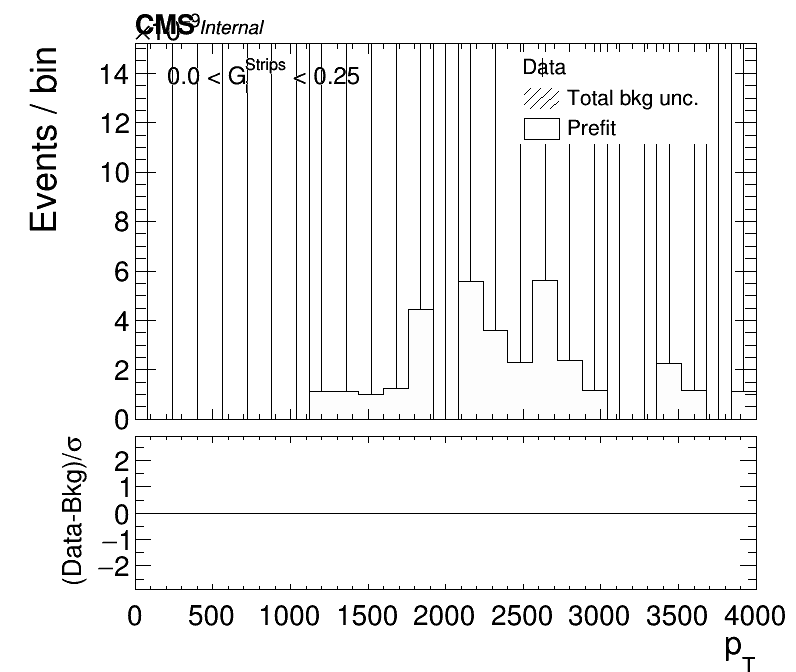 CMS Internal
×10⁻⁹
0.0 < G^Strips < 0.25
Data
Total bkg unc.
Prefit
Events / bin
14
12
10
8
6
4
2
0
(Data-Bkg)/σ
2
1
0
−1
−2
0 500 1000 1500 2000 2500 3000 3500 4000
p_T